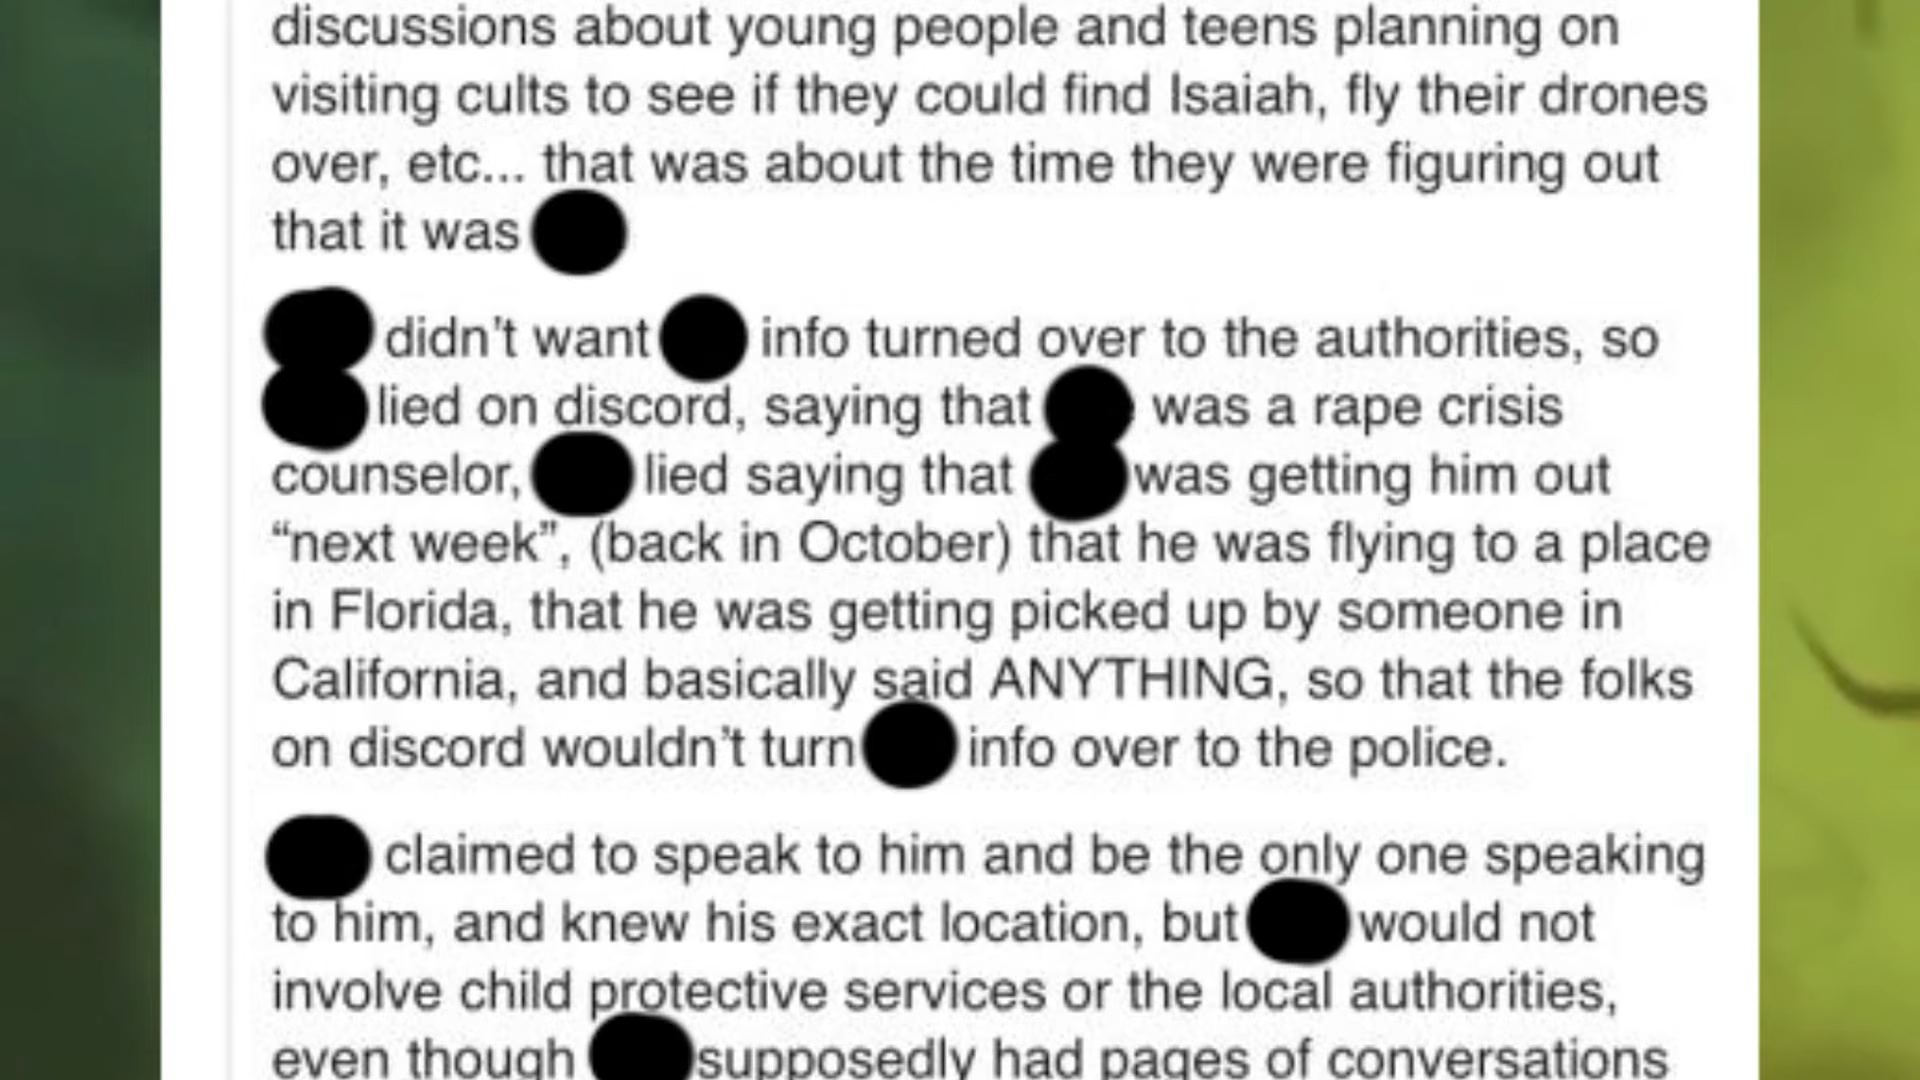 discussions about young people and teens planning on
visiting cults to see if they could find Isaiah, fly their drones
over, etc... that was about the time they were figuring out
that it was
didn't want info turned over to the authorities, so
lied on discord, saying that was a rape crisis
counselor, lied saying that was getting him out
“next week”, (back in October) that he was flying to a place
in Florida, that he was getting picked up by someone in
California, and basically said ANYTHING, so that the folks
on discord wouldn't turn info over to the police.
claimed to speak to him and be the only one speaking
to him, and knew his exact location, but would not
involve child protective services or the local authorities,
even though supposedly had pages of conversations